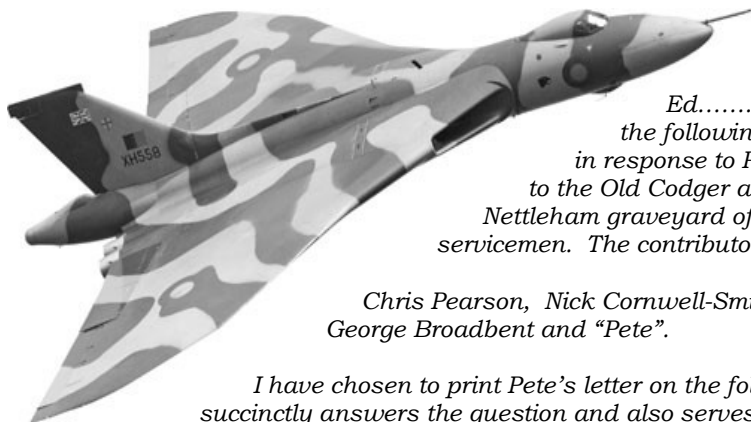 XH558
Ed.......
the followin
in response to
to the Old Codger a
Nettleham graveyard of
servicemen. The contributo
Chris Pearson, Nick Cornwell-Smi
George Broadbent and “Pete”.
I have chosen to print Pete’s letter on the fol
succinctly answers the question and also serves